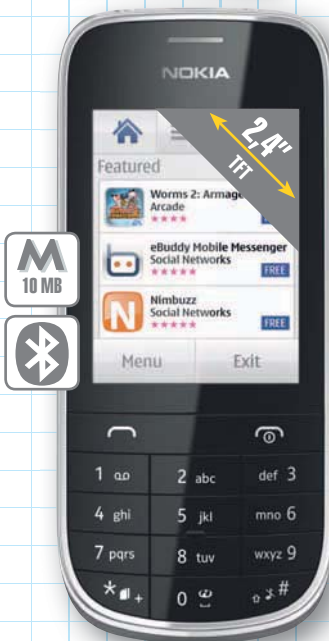 NOKIA
2,4"
TFT
Featured
Worms 2: Armag
Arcade
eBuddy Mobile Messenger
Social Networks
FREE
Nimbuzz
Social Networks
FREE
Menu Exit
M
10 MB
1
2 abc
def 3
4 ghi
5 jkl
mno 6
7 pqrs
8 tuv
wxyz 9
* +
0
#